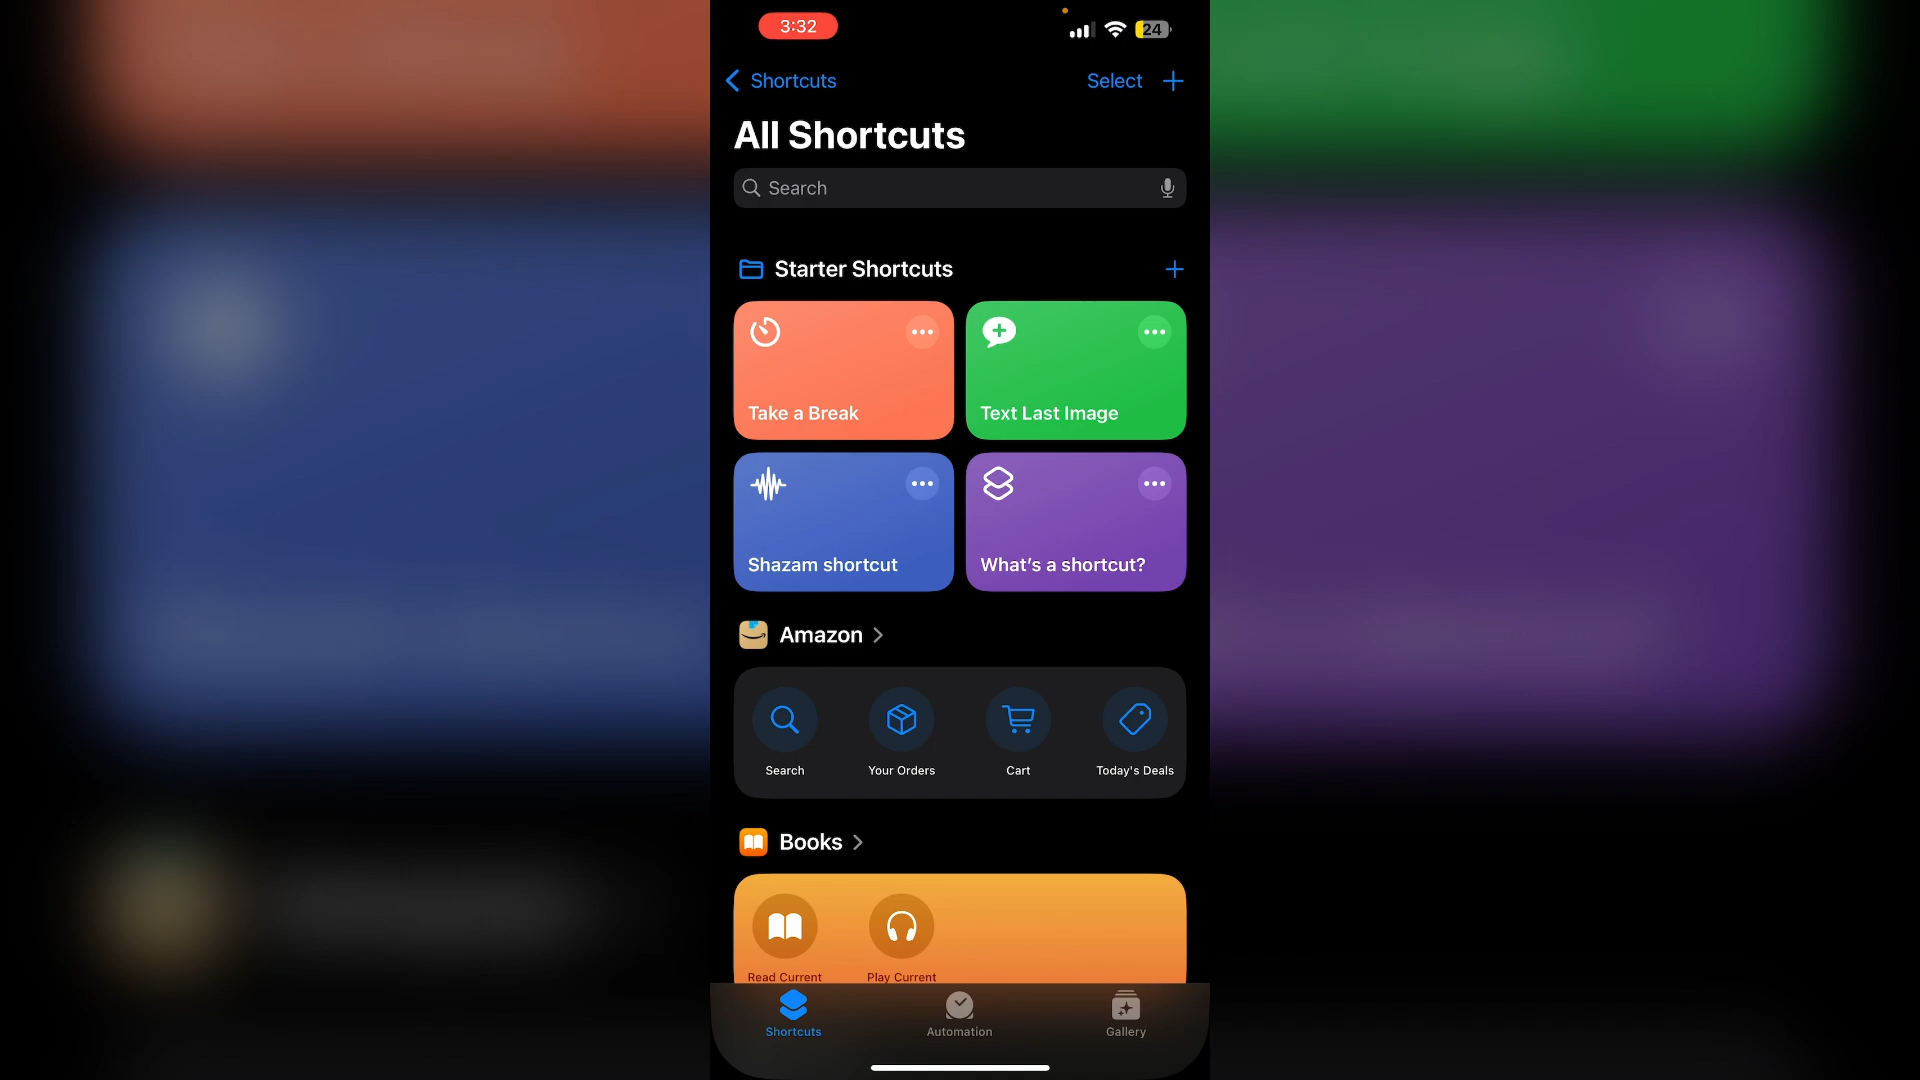 3:32
24
Shortcuts
Select
All Shortcuts
Search
Starter Shortcuts
Take a Break
Text Last Image
Shazam shortcut
What's a shortcut?
Amazon
Search
Your Orders
Cart
Today's Deals
Books
Read Current
Play Current
Shortcuts
Automation
Gallery